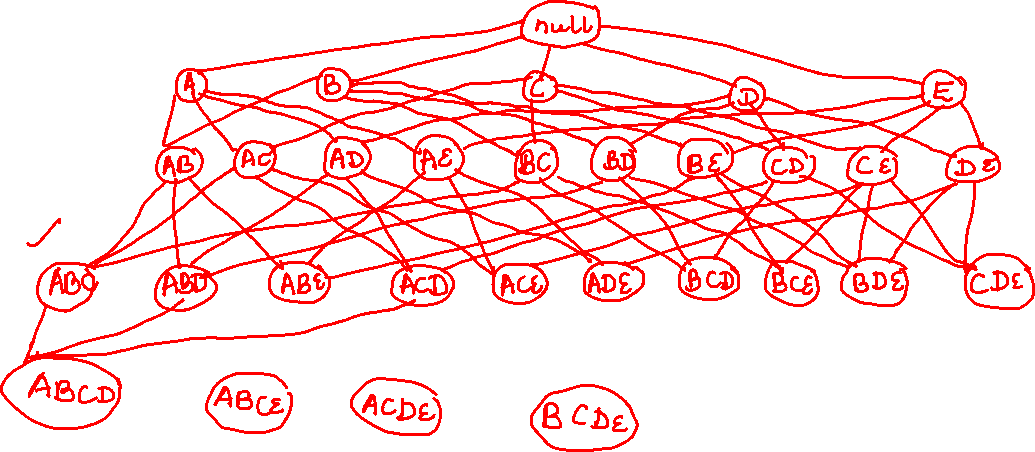 null
A B C D E
AB AC AD AE BC BD BE CD CE DE
ABC ABD ABE ACD ACE ADE BCD BCE BDE CDE
ABCD ABCE ACDE BCDE